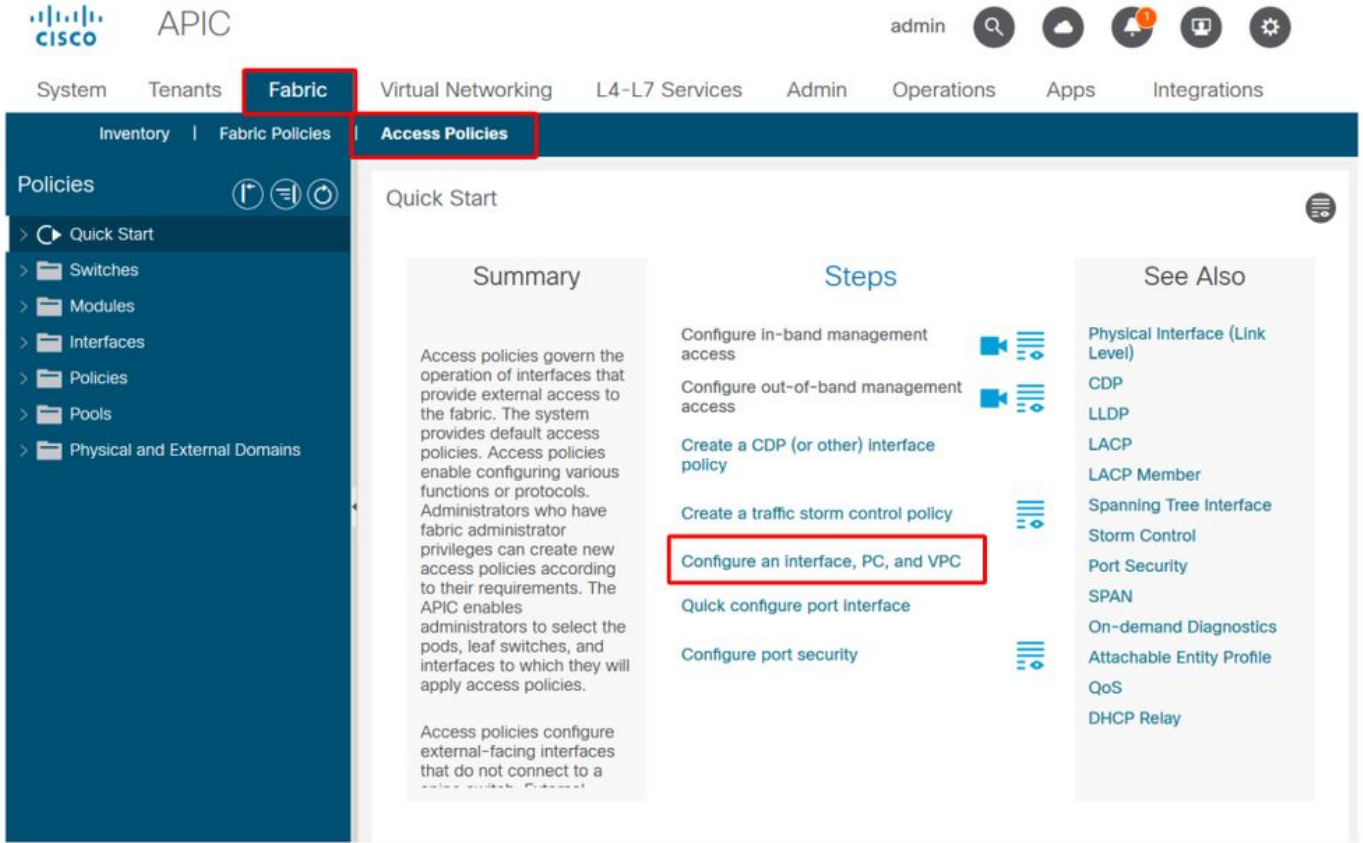 CISCO
APIC
admin
1
System Tenants Fabric Virtual Networking L4-L7 Services Admin Operations Apps Integrations
Inventory | Fabric Policies | Access Policies
Policies
Quick Start
Switches
Modules
Interfaces
Policies
Pools
Physical and External Domains
Quick Start
Summary
Access policies govern the
operation of interfaces that
provide external access to
the fabric. The system
provides default access
policies. Access policies
enable configuring various
functions or protocols.
Administrators who have
fabric administrator
privileges can create new
access policies according
to their requirements. The
APIC enables
administrators to select the
pods, leaf switches, and
interfaces to which they will
apply access policies.
Access policies configure
external-facing interfaces
that do not connect to a
Steps
Configure in-band management
access
Configure out-of-band management
access
Create a CDP (or other) interface
policy
Create a traffic storm control policy
Configure an interface, PC, and VPC
Quick configure port interface
Configure port security
See Also
Physical Interface (Link
Level)
CDP
LLDP
LACP
LACP Member
Spanning Tree Interface
Storm Control
Port Security
SPAN
On-demand Diagnostics
Attachable Entity Profile
QoS
DHCP Relay